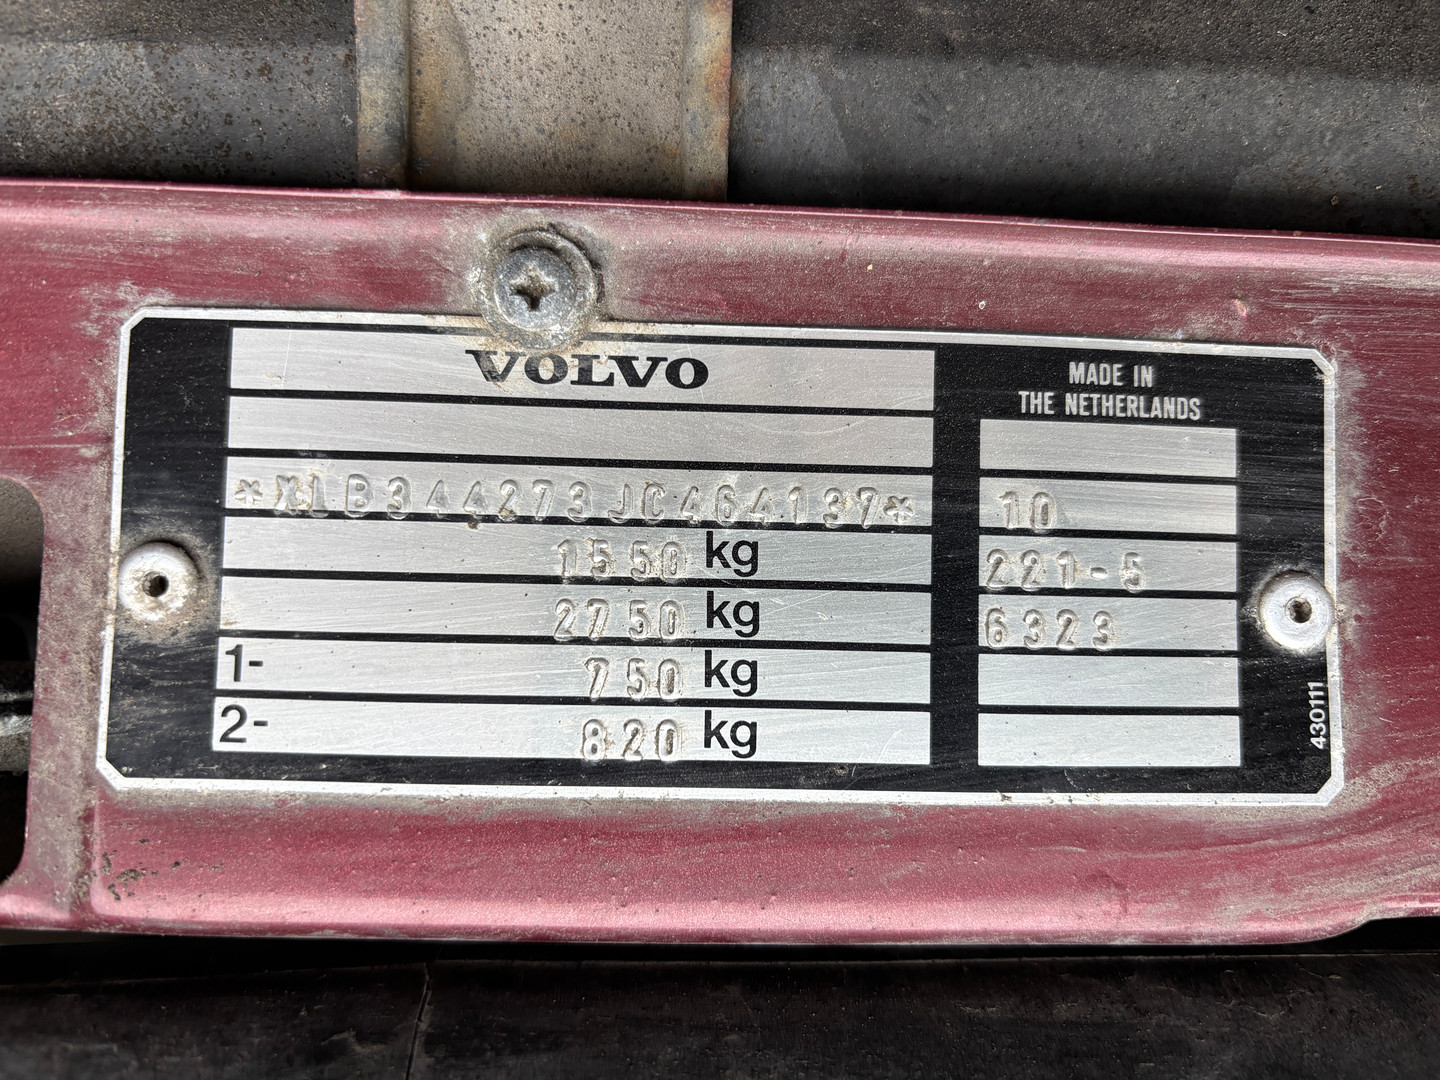 VOLVO
MADE IN
THE NETHERLANDS
*XLB344273JC464137*
10
1550 kg
221-5
2750 kg
6323
1- 750 kg
2- 820 kg
430111